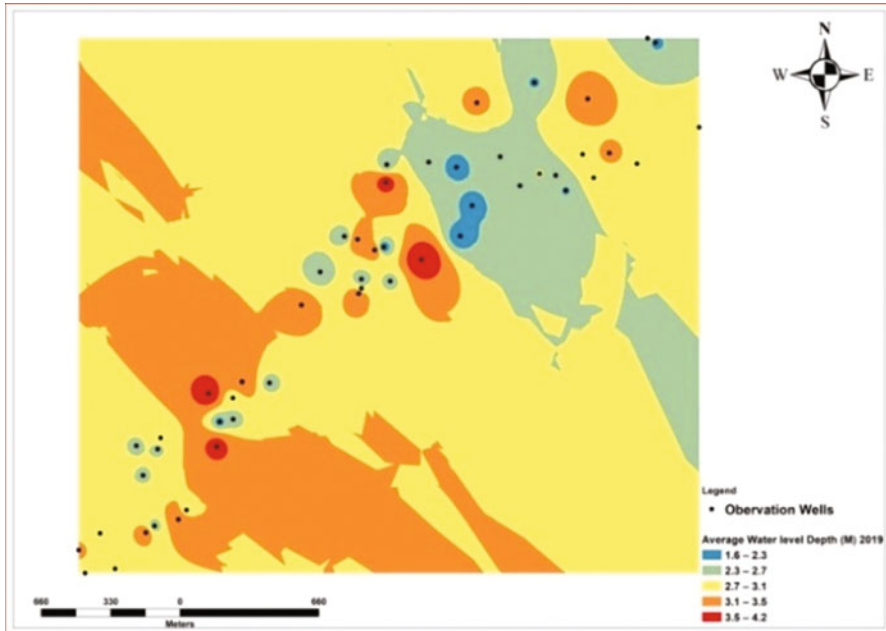 N
W E
S
Legend
Obervation Wells
Average Water level Depth (M) 2019
1.6 – 2.3
2.3 – 2.7
2.7 – 3.1
3.1 – 3.5
3.5 – 4.2
660 330 0 660
Meters